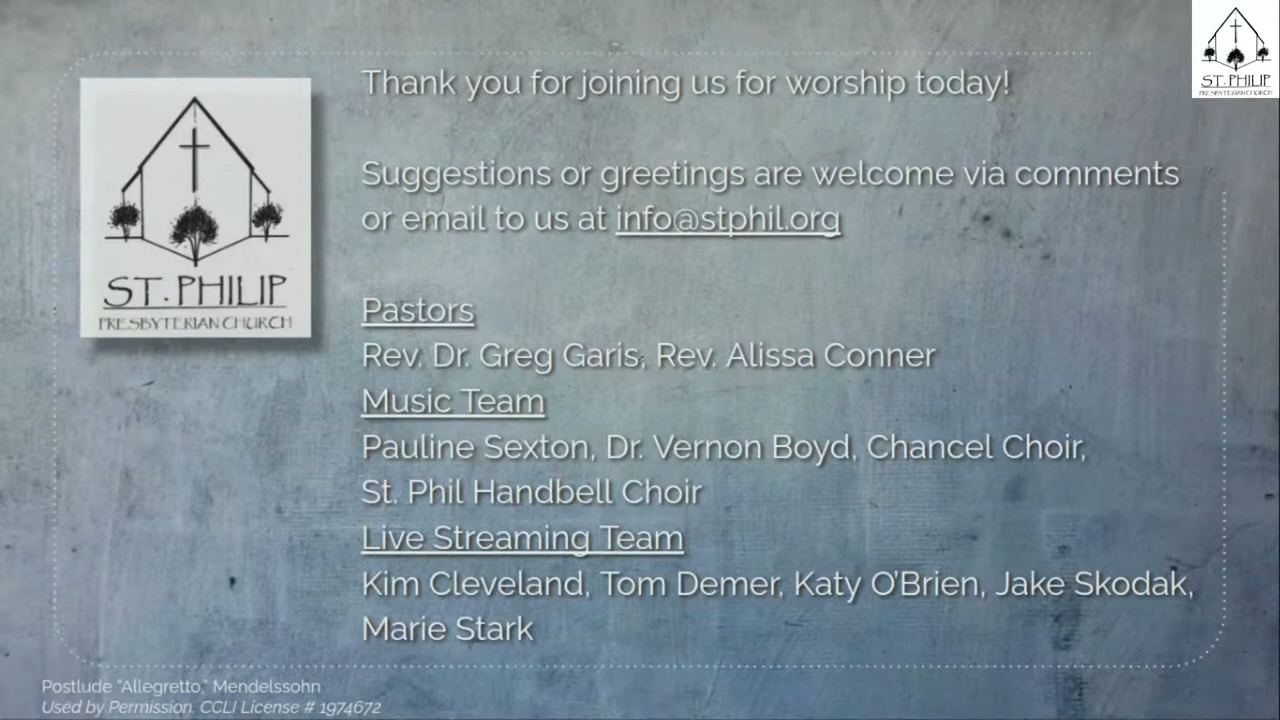 Thank you for joining us for worship today!
ST. PHILIP
PRESBYTERIAN CHURCH
Suggestions or greetings are welcome via comments
or email to us at info@stphil.org
ST. PHILIP
PRESBYTERIAN CHURCH
Pastors
Rev. Dr. Greg Garis, Rev. Alissa Conner
Music Team
Pauline Sexton, Dr. Vernon Boyd, Chancel Choir,
St. Phil Handbell Choir
Live Streaming Team
Kim Cleveland, Tom Demer, Katy O'Brien, Jake Skodak,
Marie Stark
Postlude “Allegretto,” Mendelssohn
Used by Permission. CCLI License # 1974672